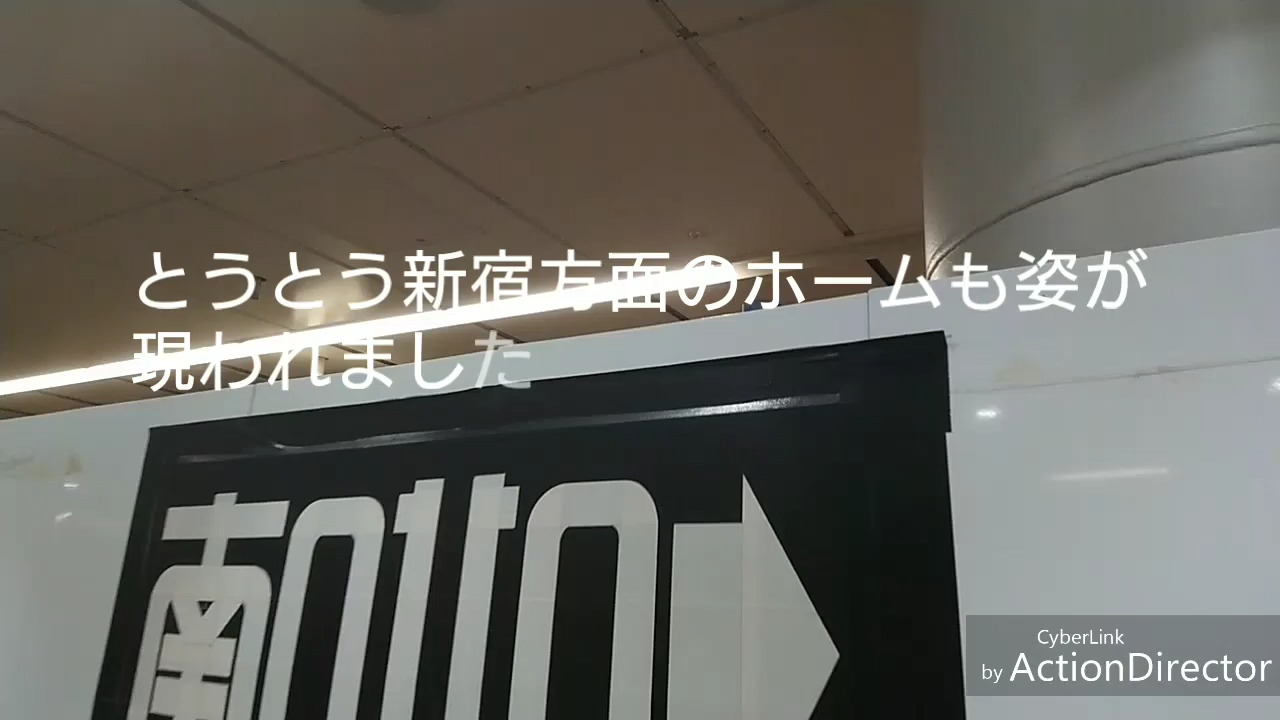 とうとう新宿方面のホームも姿が
現われました
南
CyberLink
by ActionDirector